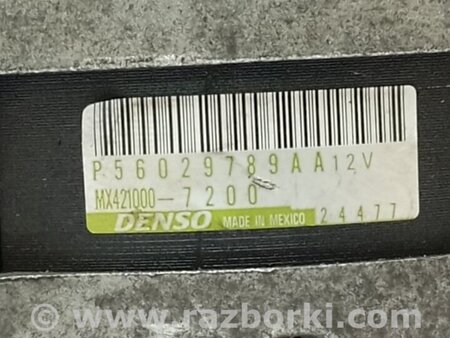 P56029789AA12V
MX421000-7200
DENSO MADE IN MEXICO 24477
www.razborki.com